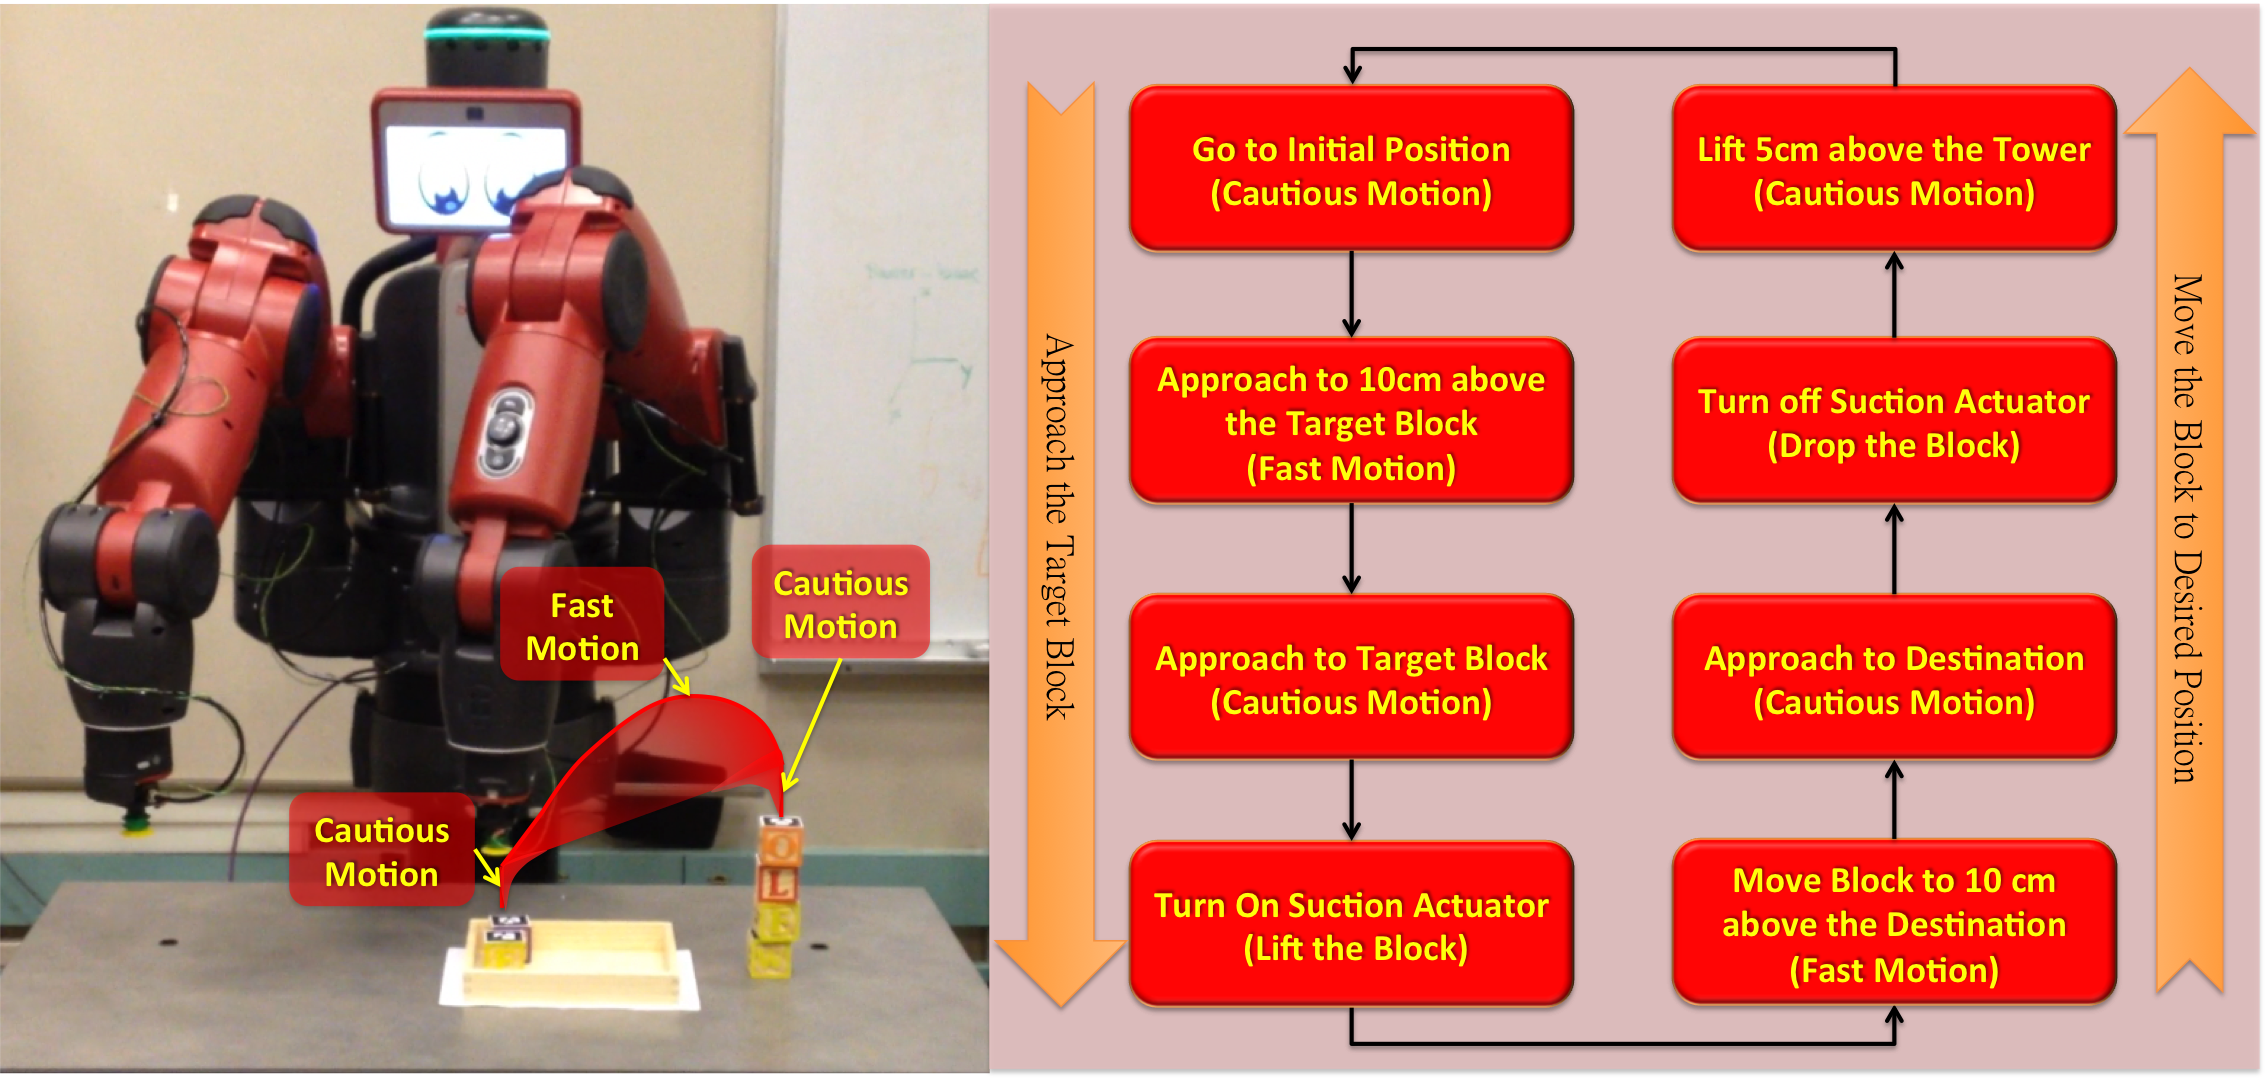 Fast
Motion
Cautious
Motion
Cautious
Motion
O
L
Approach the Target Block
Go to Initial Position
(Cautious Motion)
Approach to 10cm above
the Target Block
(Fast Motion)
Approach to Target Block
(Cautious Motion)
Turn On Suction Actuator
(Lift the Block)
Move Block to 10 cm
above the Destination
(Fast Motion)
Approach to Destination
(Cautious Motion)
Turn off Suction Actuator
(Drop the Block)
Lift 5cm above the Tower
(Cautious Motion)
Move the Block to Desired Position